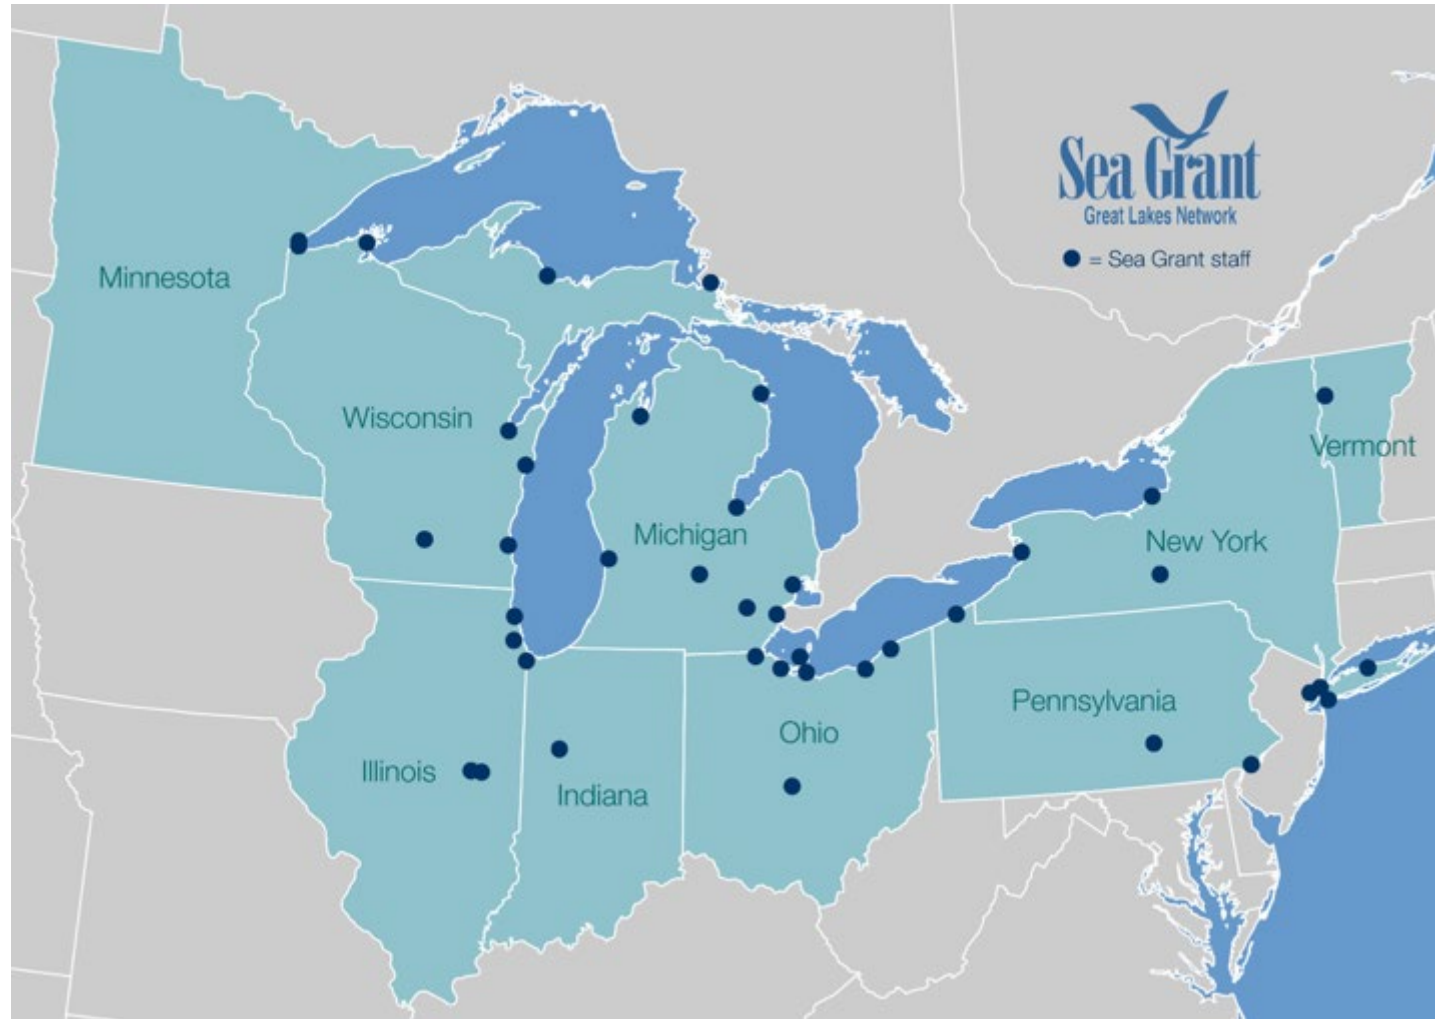 Sea Grant
Great Lakes Network
= Sea Grant staff
Minnesota
Wisconsin
Vermont
Michigan
New York
Pennsylvania
Ohio
Illinois
Indiana